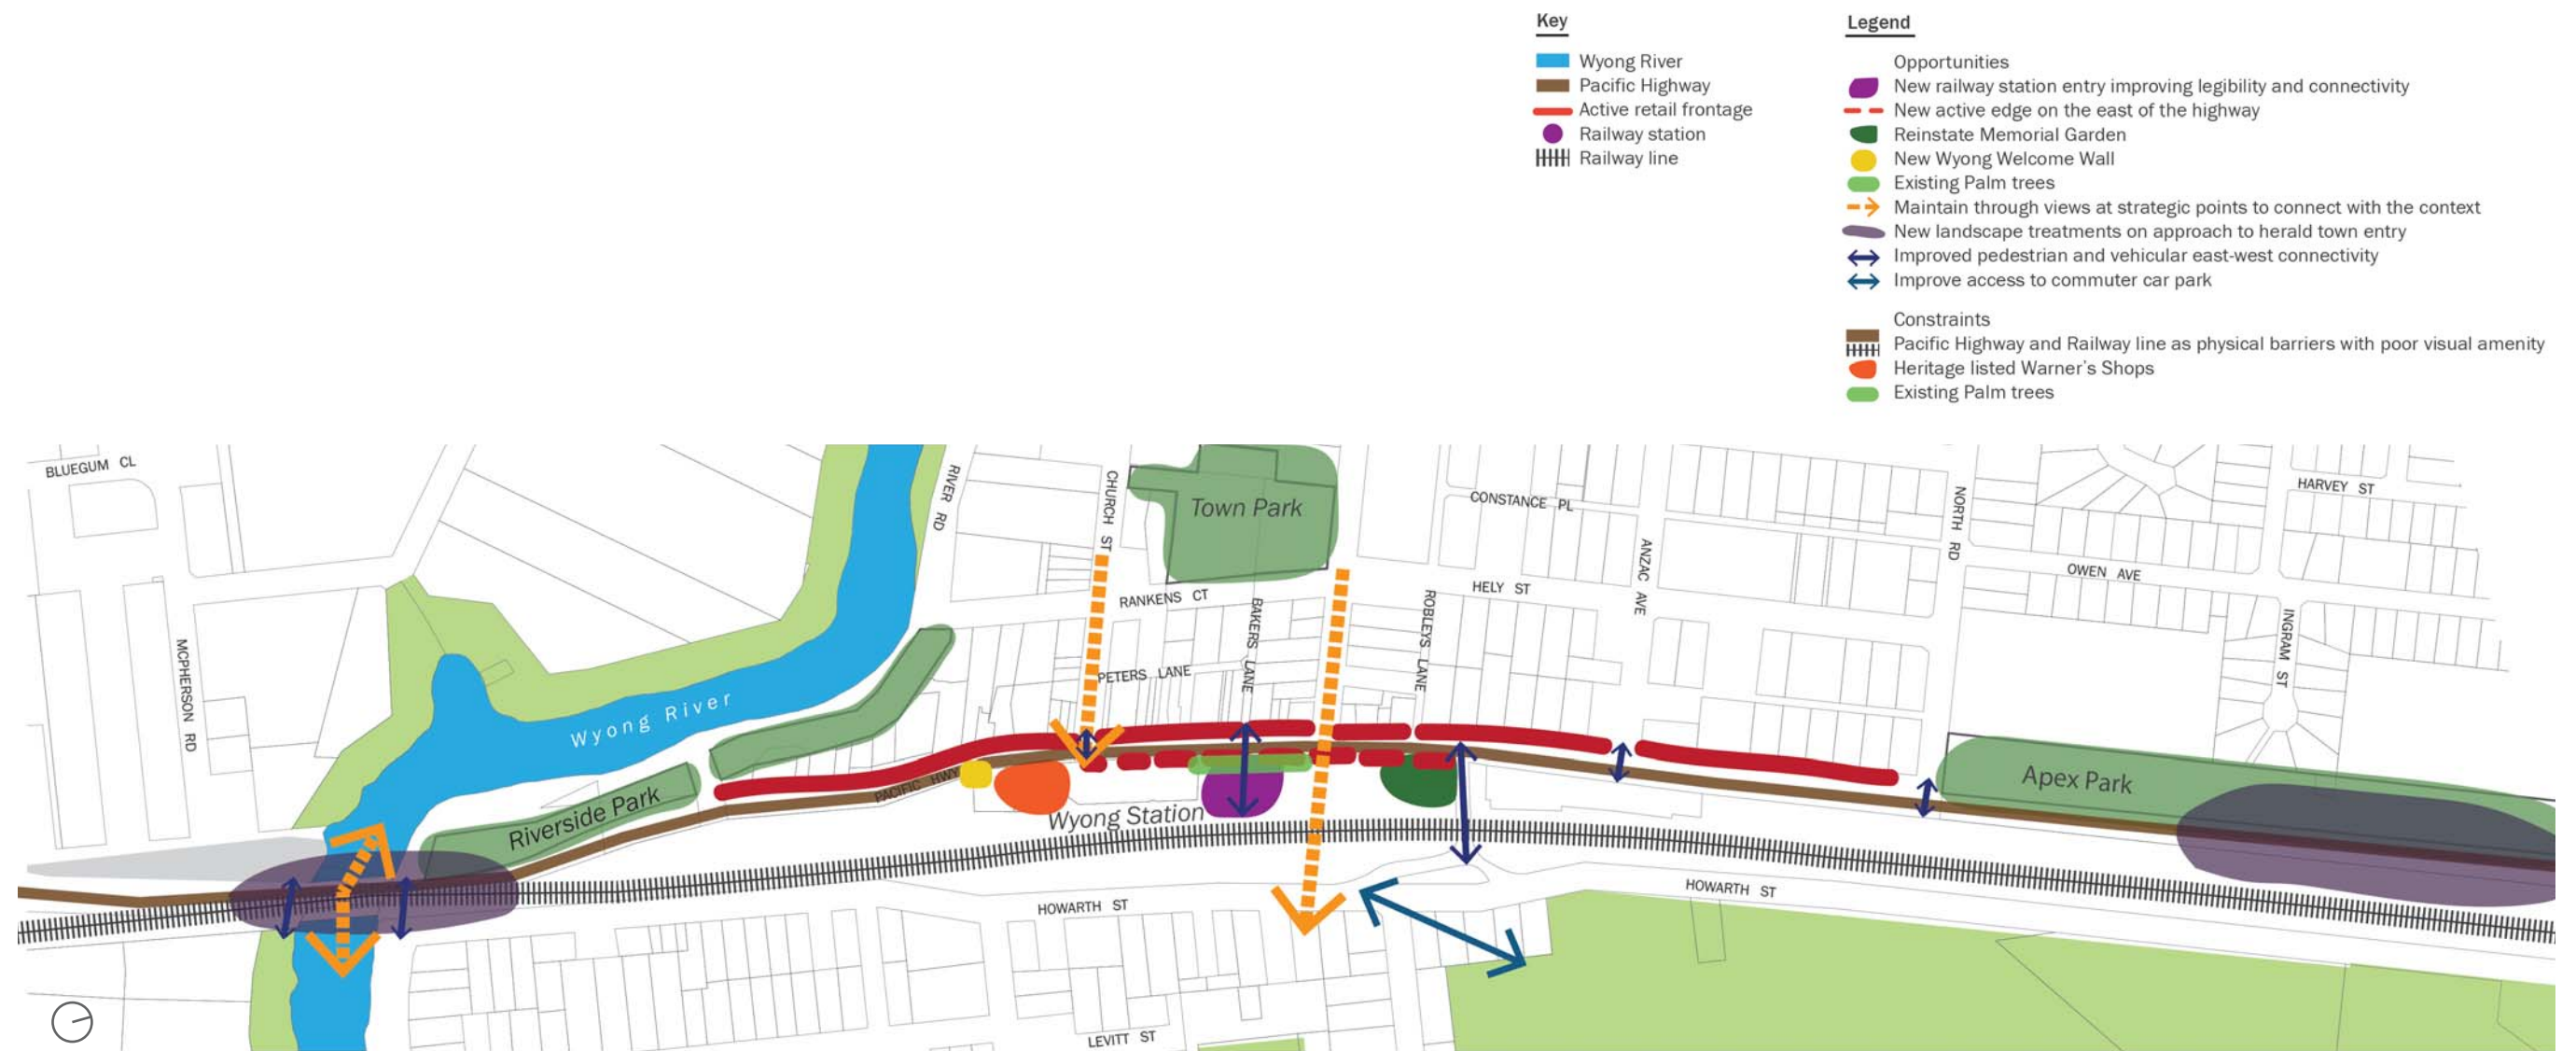 Key
Wyong River
Pacific Highway
Active retail frontage
Railway station
Railway line
Legend
Opportunities
New railway station entry improving legibility and connectivity
New active edge on the east of the highway
Reinstate Memorial Garden
New Wyong Welcome Wall
Existing Palm trees
Maintain through views at strategic points to connect with the context
New landscape treatments on approach to herald town entry
Improved pedestrian and vehicular east-west connectivity
Improve access to commuter car park
Constraints
Pacific Highway and Railway line as physical barriers with poor visual amenity
Heritage listed Warner's Shops
Existing Palm trees
BLUEGUM CL
RIVER RD
CHURCH ST
Town Park
CONSTANCE PL
NORTH RD
HARVEY ST
ANZAC AVE
OWEN AVE
HELY ST
RANKENS CT
BAKERS LANE
ROBLEYS LANE
INGRAM ST
MCPHERSON RD
PETERS LANE
Wyong River
PACIFIC HWY
Apex Park
Riverside Park
Wyong Station
HOWARTH ST
HOWARTH ST
LEVITT ST